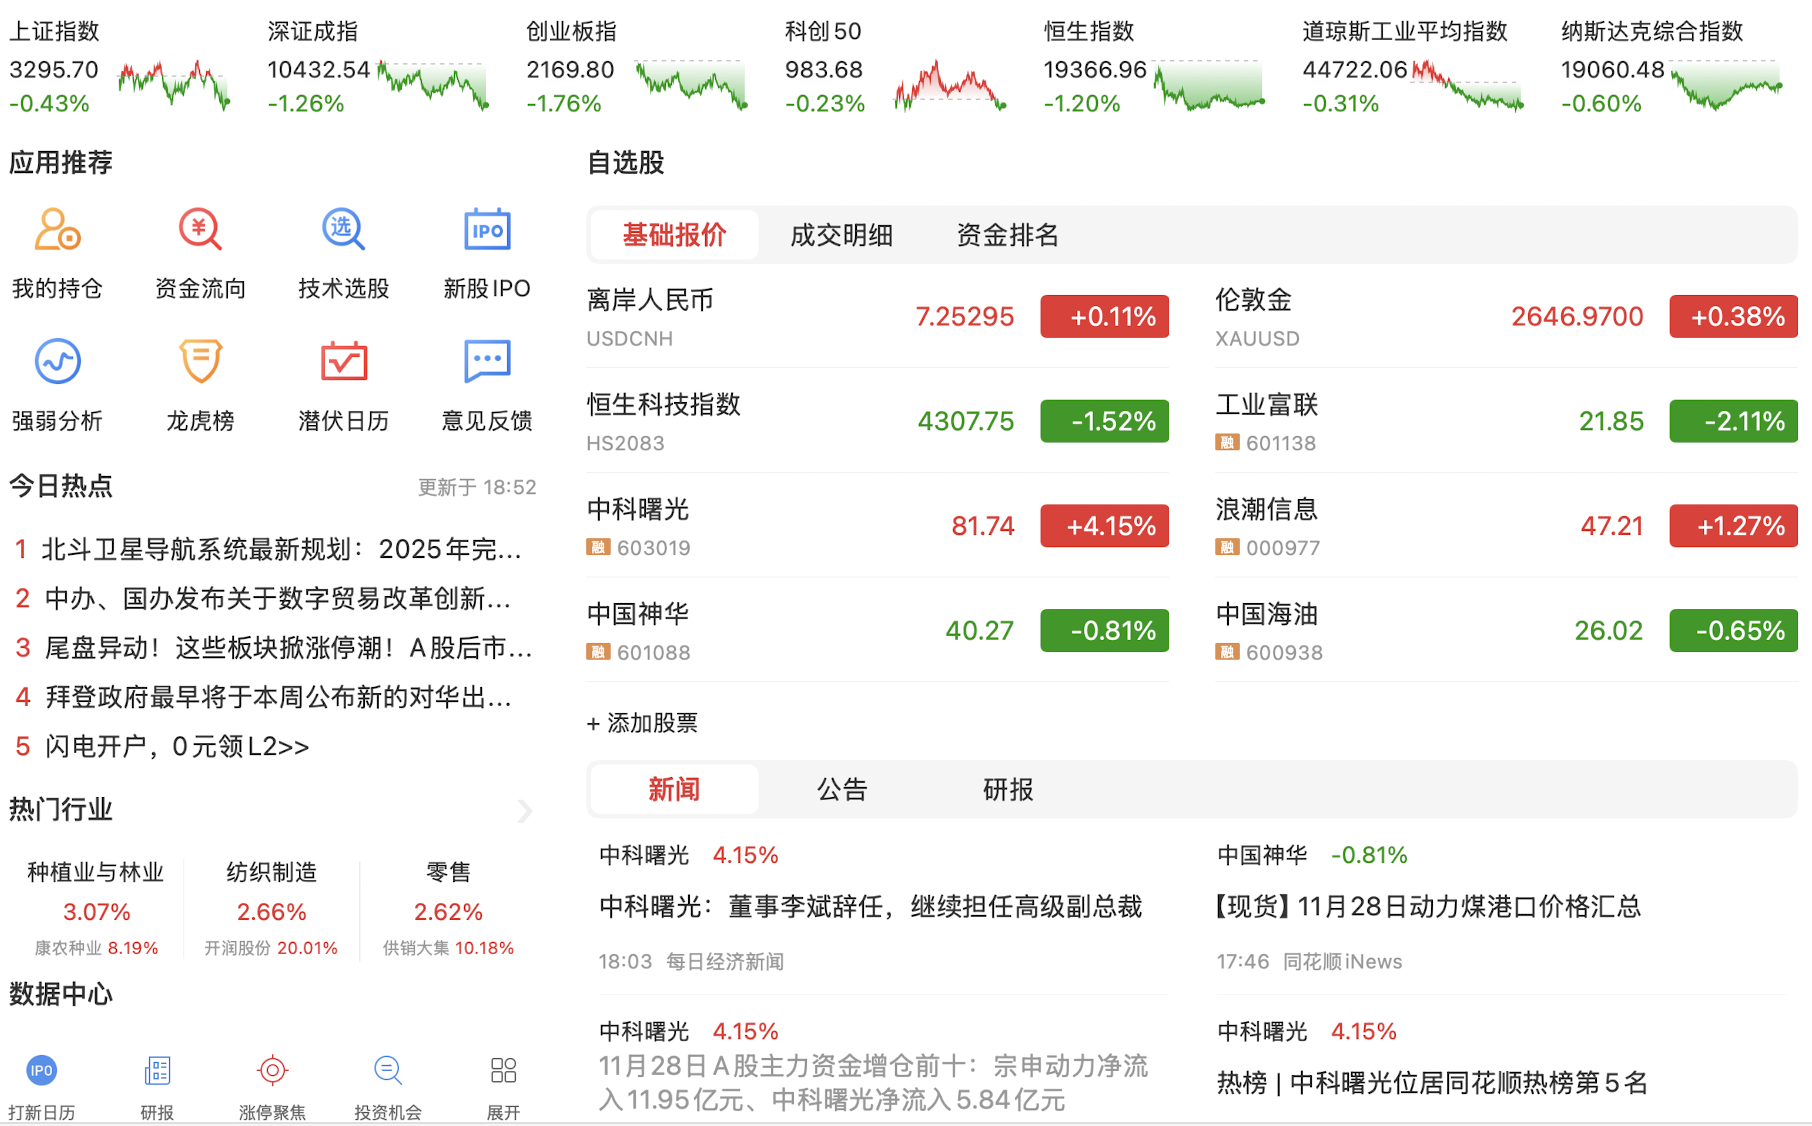 上证指数
3295.70
-0.43%
深证成指
10432.54
-1.26%
创业板指
2169.80
-1.76%
科创50
983.68
-0.23%
恒生指数
19366.96
-1.20%
道琼斯工业平均指数
44722.06
-0.31%
纳斯达克综合指数
19060.48
-0.60%
应用推荐
选
IPO
我的持仓
资金流向
技术选股
新股IPO
强弱分析
龙虎榜
潜伏日历
意见反馈
今日热点
更新于 18:52
1 北斗卫星导航系统最新规划：2025年完...
2 中办、国办发布关于数字贸易改革创新...
3 尾盘异动！这些板块掀涨停潮！A股后市...
4 拜登政府最早将于本周公布新的对华出...
5 闪电开户，0元领L2>>
热门行业
种植业与林业
3.07%
康农种业 8.19%
纺织制造
2.66%
开润股份 20.01%
零售
2.62%
供销大集 10.18%
数据中心
IPO
打新日历
研报
涨停聚焦
投资机会
展开
自选股
基础报价
成交明细
资金排名
离岸人民币
USDCNH
7.25295
+0.11%
伦敦金
XAUUSD
2646.9700
+0.38%
恒生科技指数
HS2083
4307.75
-1.52%
工业富联
融 601138
21.85
-2.11%
中科曙光
融 603019
81.74
+4.15%
浪潮信息
融 000977
47.21
+1.27%
中国神华
融 601088
40.27
-0.81%
中国海油
融 600938
26.02
-0.65%
+ 添加股票
新闻
公告
研报
中科曙光 4.15%
中科曙光：董事李斌辞任，继续担任高级副总裁
18:03 每日经济新闻
中国神华 -0.81%
【现货】11月28日动力煤港口价格汇总
17:46 同花顺iNews
中科曙光 4.15%
11月28日A股主力资金增仓前十：宗申动力净流
入11.95亿元、中科曙光净流入5.84亿元
中科曙光 4.15%
热榜 | 中科曙光位居同花顺热榜第5名